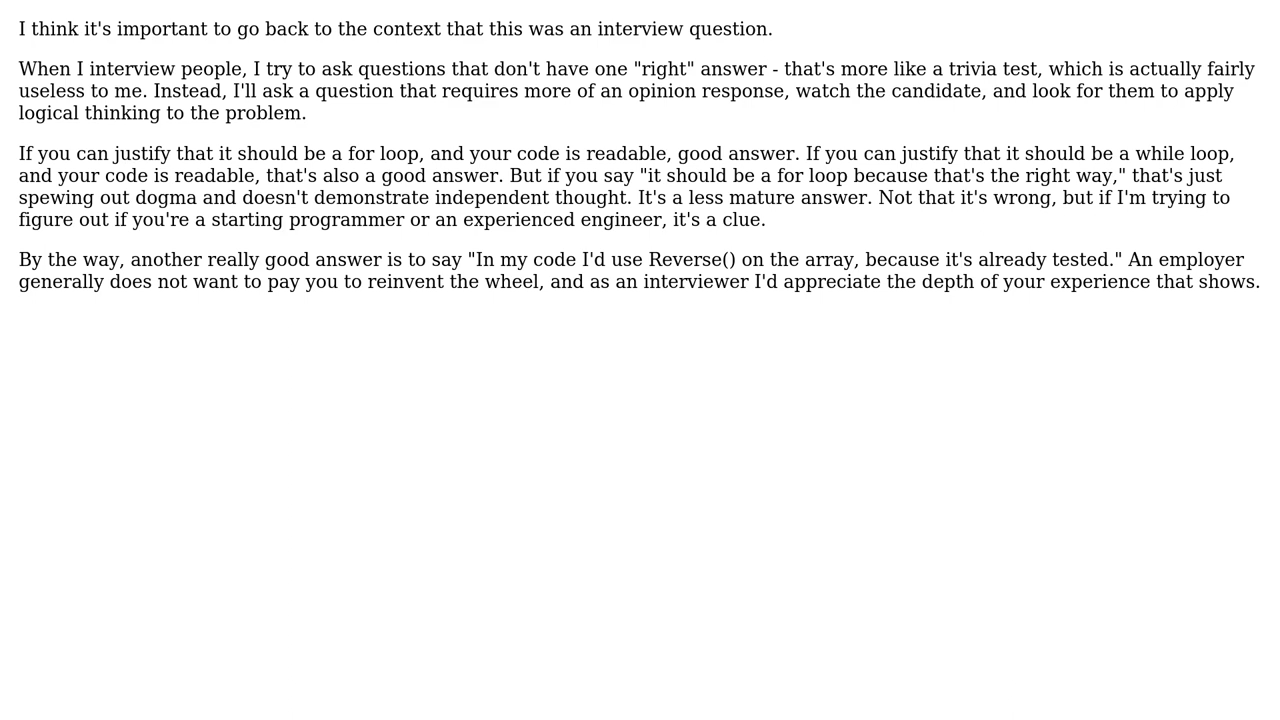 I think it's important to go back to the context that this was an interview question.
When I interview people, I try to ask questions that don't have one "right" answer - that's more like a trivia test, which is actually fairly
useless to me. Instead, I'll ask a question that requires more of an opinion response, watch the candidate, and look for them to apply
logical thinking to the problem.
If you can justify that it should be a for loop, and your code is readable, good answer. If you can justify that it should be a while loop,
and your code is readable, that's also a good answer. But if you say "it should be a for loop because that's the right way," that's just
spewing out dogma and doesn't demonstrate independent thought. It's a less mature answer. Not that it's wrong, but if I'm trying to
figure out if you're a starting programmer or an experienced engineer, it's a clue.
By the way, another really good answer is to say "In my code I'd use Reverse() on the array, because it's already tested." An employer
generally does not want to pay you to reinvent the wheel, and as an interviewer I'd appreciate the depth of your experience that shows.